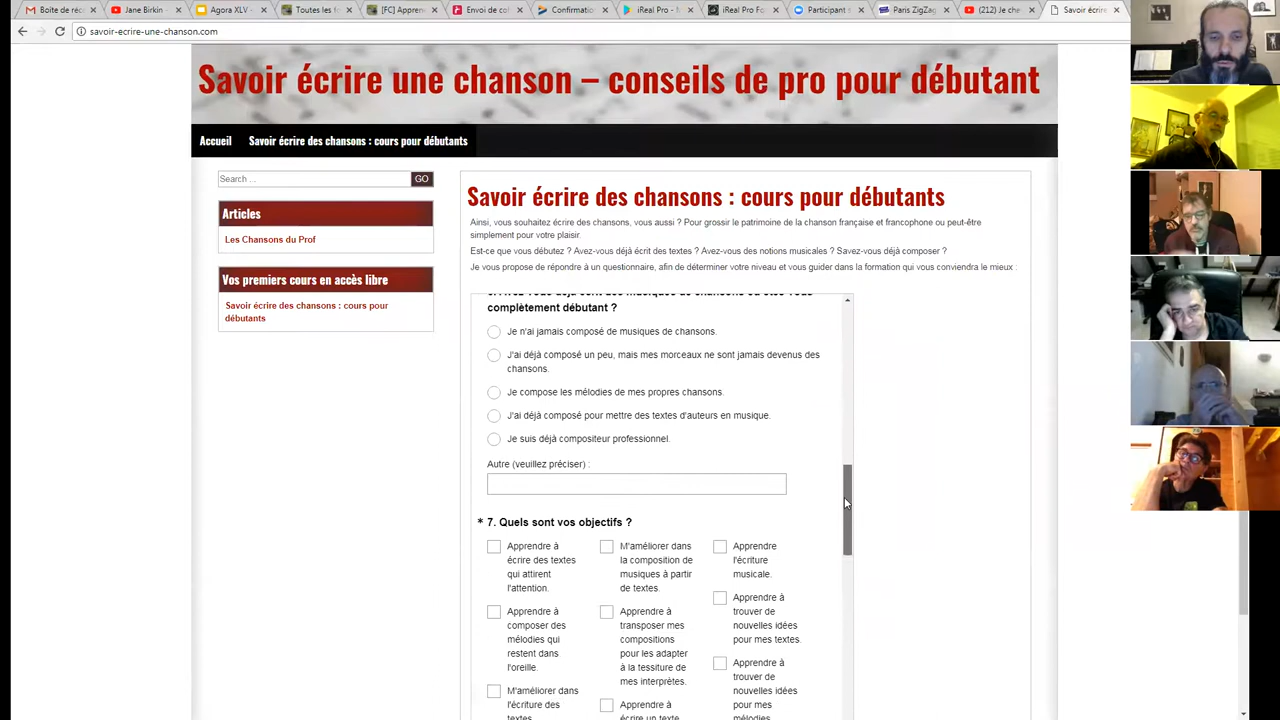 Boîte de réc
Jane Birkin -
Agora XLV -
Toutes les fo
[FC] Appren
Envoi de col
Confirmation
iReal Pro - M
iReal Pro Fo
Participant s
Paris ZigZag
(212) Je che
Savoir écrire
savoir-ecrire-une-chanson.com
Savoir écrire une chanson – conseils de pro pour débutant
Accueil
Savoir écrire des chansons : cours pour débutants
Search ...
GO
Articles
Les Chansons du Prof
Vos premiers cours en accès libre
Savoir écrire des chansons : cours pour
débutants
Savoir écrire des chansons : cours pour débutants
Ainsi, vous souhaitez écrire des chansons, vous aussi ? Pour grossir le patrimoine de la chanson française et francophone ou peut-être
simplement pour votre plaisir.
Est-ce que vous débutez ? Avez-vous déjà écrit des textes ? Avez-vous des notions musicales ? Savez-vous déjà composer ?
Je vous propose de répondre à un questionnaire, afin de déterminer votre niveau et vous guider dans la formation qui vous conviendra le mieux :
complètement débutant ?
Je n'ai jamais composé de musiques de chansons.
J'ai déjà composé un peu, mais mes morceaux ne sont jamais devenus des
chansons.
Je compose les mélodies de mes propres chansons.
J'ai déjà composé pour mettre des textes d'auteurs en musique.
Je suis déjà compositeur professionnel.
Autre (veuillez préciser) :
* 7. Quels sont vos objectifs ?
Apprendre à
écrire des textes
qui attirent
l'attention.
Apprendre à
composer des
mélodies qui
restent dans
l'oreille.
M'améliorer dans
l'écriture des
textes
M'améliorer dans
la composition de
musiques à partir
de textes.
Apprendre à
transposer mes
compositions
pour les adapter
à la tessiture de
mes interprètes.
Apprendre à
écrire un texte
Apprendre
l'écriture
musicale.
Apprendre à
trouver de
nouvelles idées
pour mes textes.
Apprendre à
trouver de
nouvelles idées
pour mes
mélodies